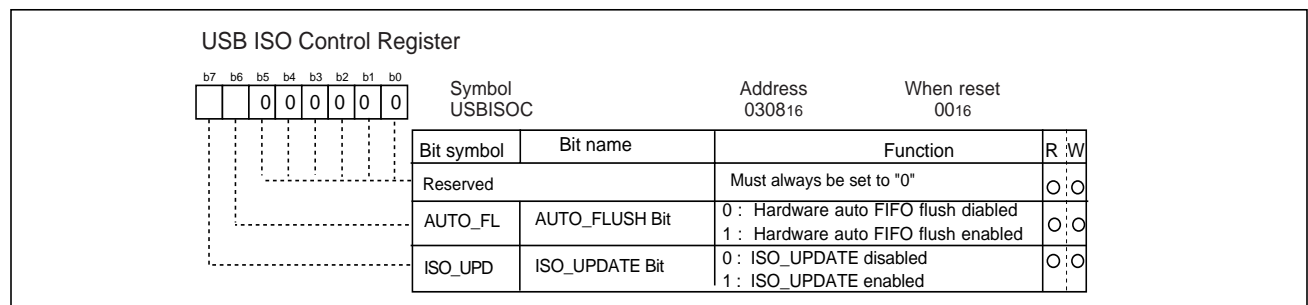 USB ISO Control Register
b7 b6 b5 b4 b3 b2 b1 b0
0 0 0 0 0 0
Symbol Address When reset
USBISOC 030816 0016
Bit symbol Bit name Function R W
Reserved Must always be set to "0" O O
AUTO_FL AUTO_FLUSH Bit 0 : Hardware auto FIFO flush diabled O O
1 : Hardware auto FIFO flush enabled
ISO_UPD ISO_UPDATE Bit 0 : ISO_UPDATE disabled O O
1 : ISO_UPDATE enabled